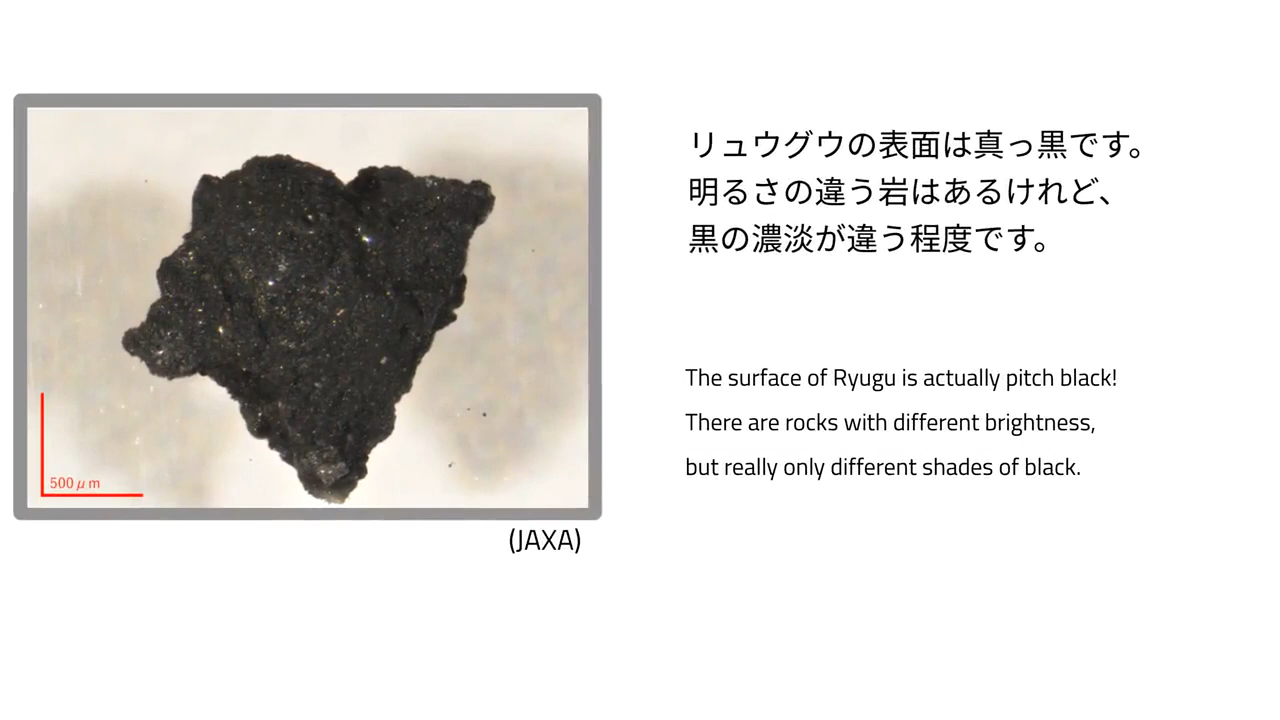 リュウグウの表面は真っ黒です。
明るさの違う岩はあるけれど、
黒の濃淡が違う程度です。
The surface of Ryugu is actually pitch black!
There are rocks with different brightness,
but really only different shades of black.
500μm
(JAXA)